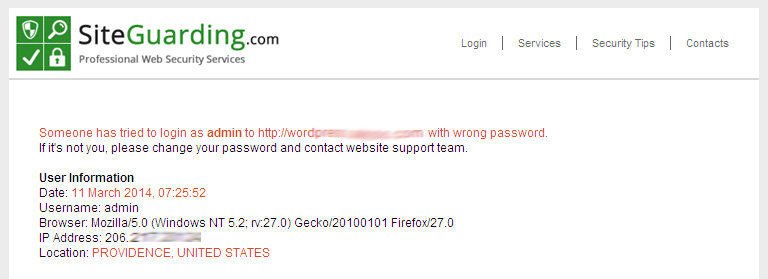 SiteGuarding.com
Professional Web Security Services
Login | Services | Security Tips | Contacts
Someone has tried to login as admin to http://wordpre with wrong password.
If it's not you, please change your password and contact website support team.
User Information
Date: 11 March 2014, 07:25:52
Username: admin
Browser: Mozilla/5.0 (Windows NT 5.2; rv:27.0) Gecko/20100101 Firefox/27.0
IP Address: 206.
Location: PROVIDENCE, UNITED STATES